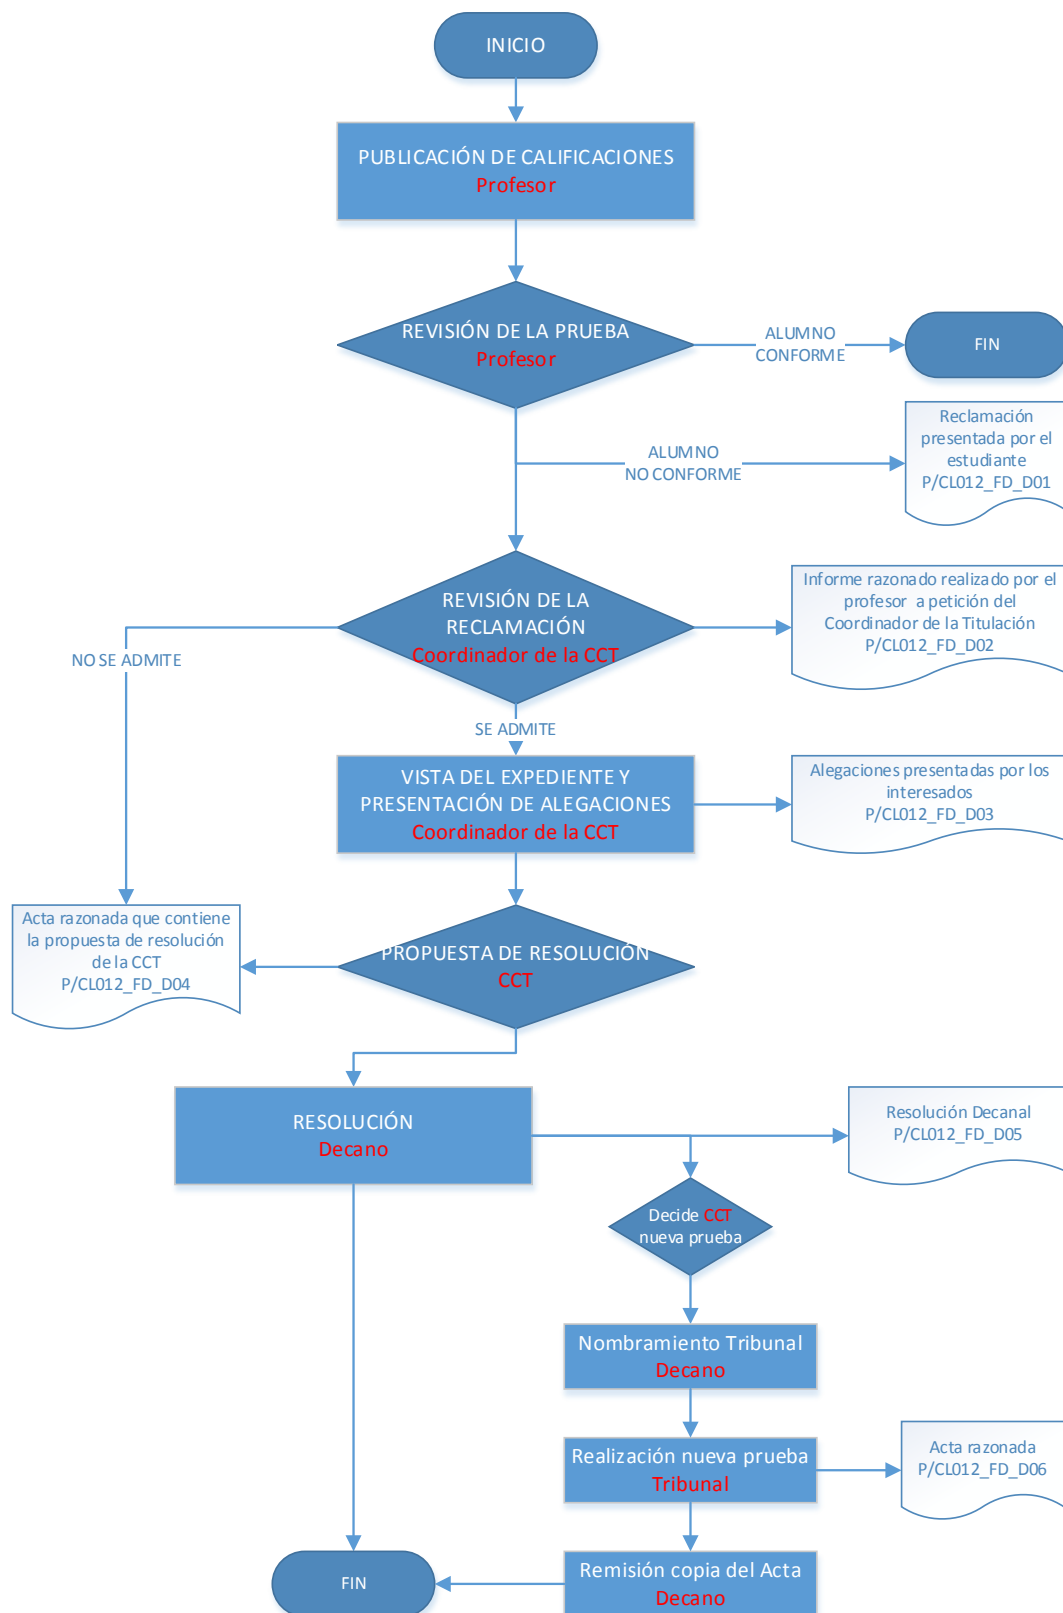 INICIO
PUBLICACIÓN DE CALIFICACIONES
Profesor
REVISIÓN DE LA PRUEBA
Profesor
ALUMNO
CONFORME
FIN
Reclamación
presentada por el
estudiante
P/CL012_FD_D01
ALUMNO
NO CONFORME
REVISIÓN DE LA
RECLAMACIÓN
Coordinador de la CCT
Informe razonado realizado por el
profesor a petición del
Coordinador de la Titulación
P/CL012_FD_D02
NO SE ADMITE
SE ADMITE
VISTA DEL EXPEDIENTE Y
PRESENTACIÓN DE ALEGACIONES
Coordinador de la CCT
Alegaciones presentadas por los
interesados
P/CL012_FD_D03
Acta razonada que contiene
la propuesta de resolución
de la CCT
P/CL012_FD_D04
PROPUESTA DE RESOLUCIÓN
CCT
RESOLUCIÓN
Decano
Resolución Decanal
P/CL012_FD_D05
Decide CCT
nueva prueba
Nombramiento Tribunal
Decano
Realización nueva prueba
Tribunal
Acta razonada
P/CL012_FD_D06
Remisión copia del Acta
Decano
FIN